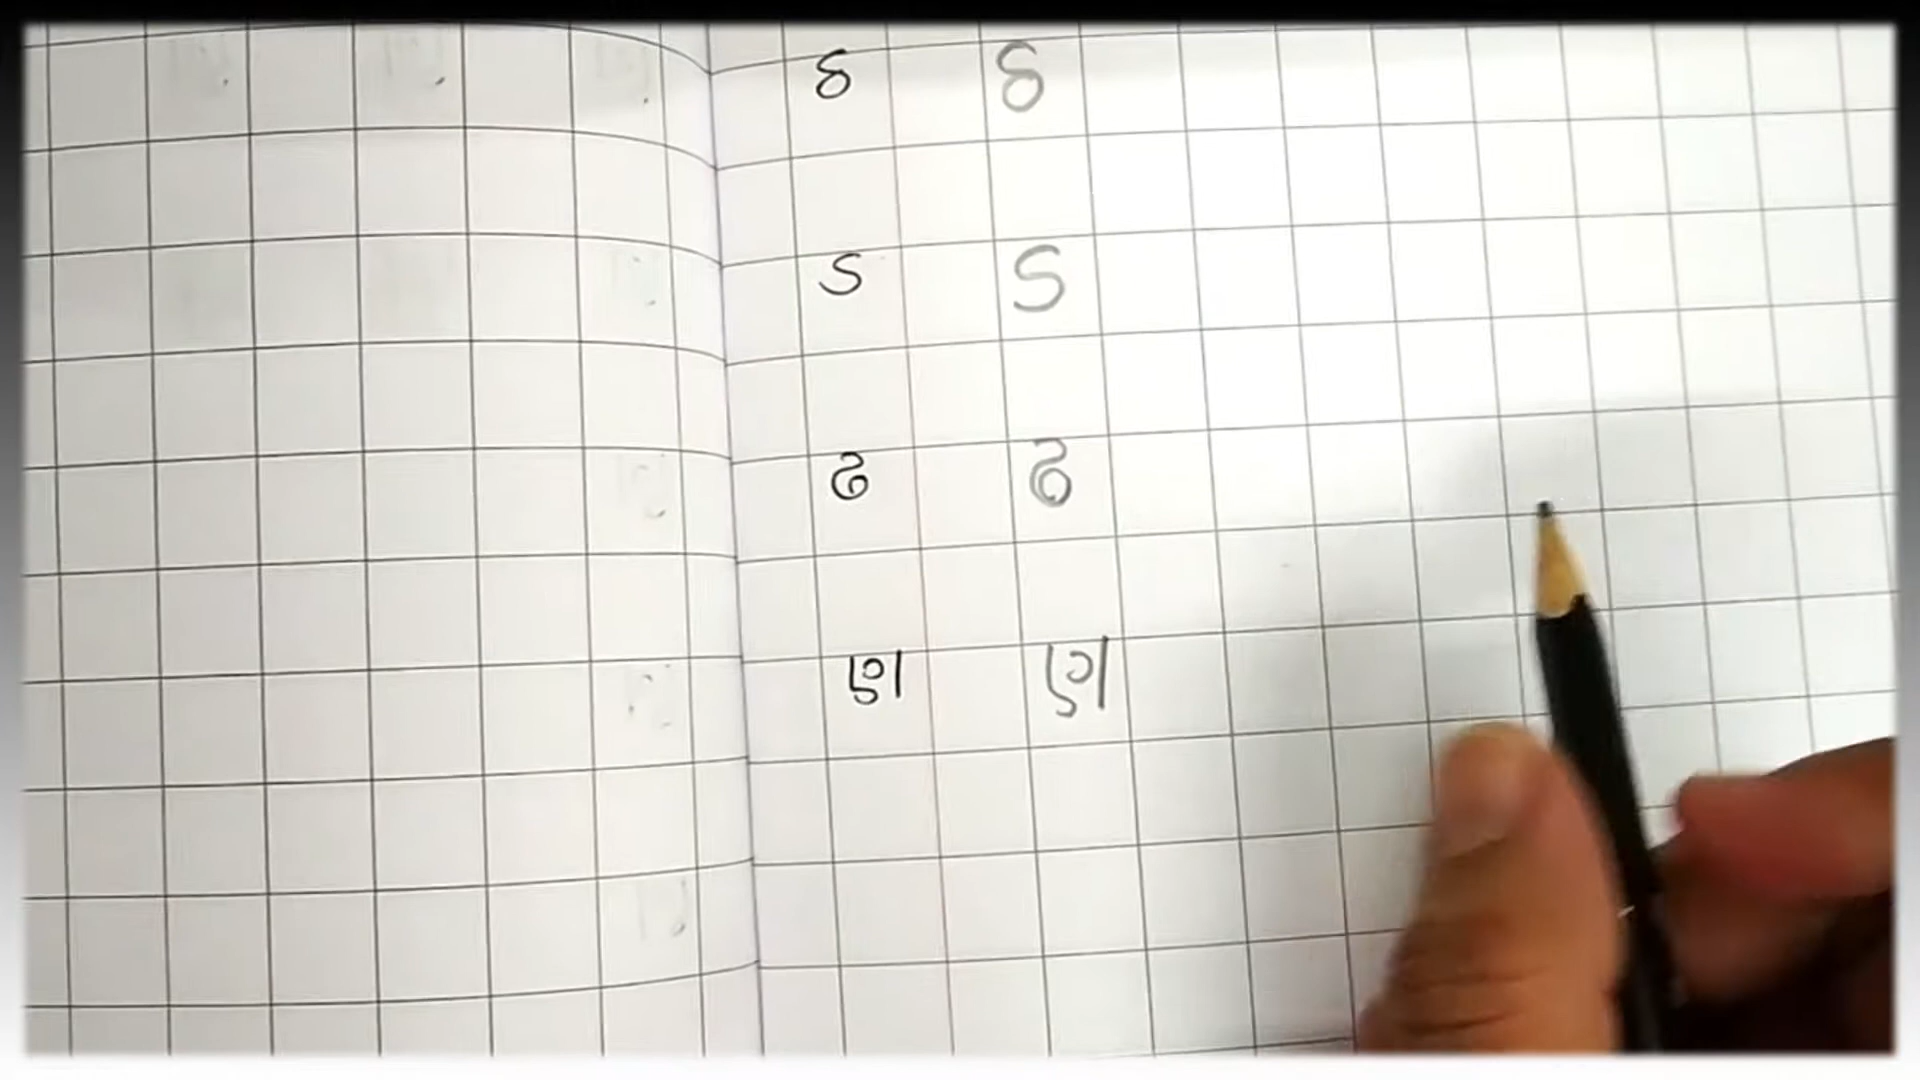 ઠ ઠ
ડ ડ
ઢ ઢ
ણ ણ